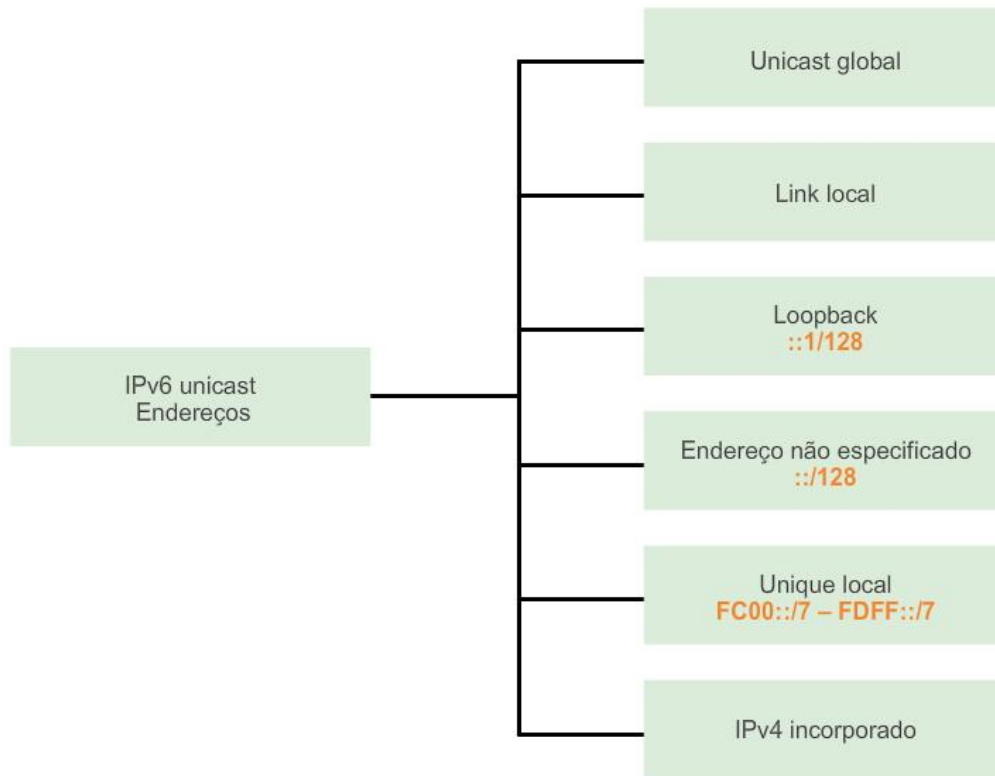 Unicast global
Link local
Loopback
::1/128
IPv6 unicast
Endereços
Endereço não especificado
::/128
Unique local
FC00::/7 – FDFF::/7
IPv4 incorporado